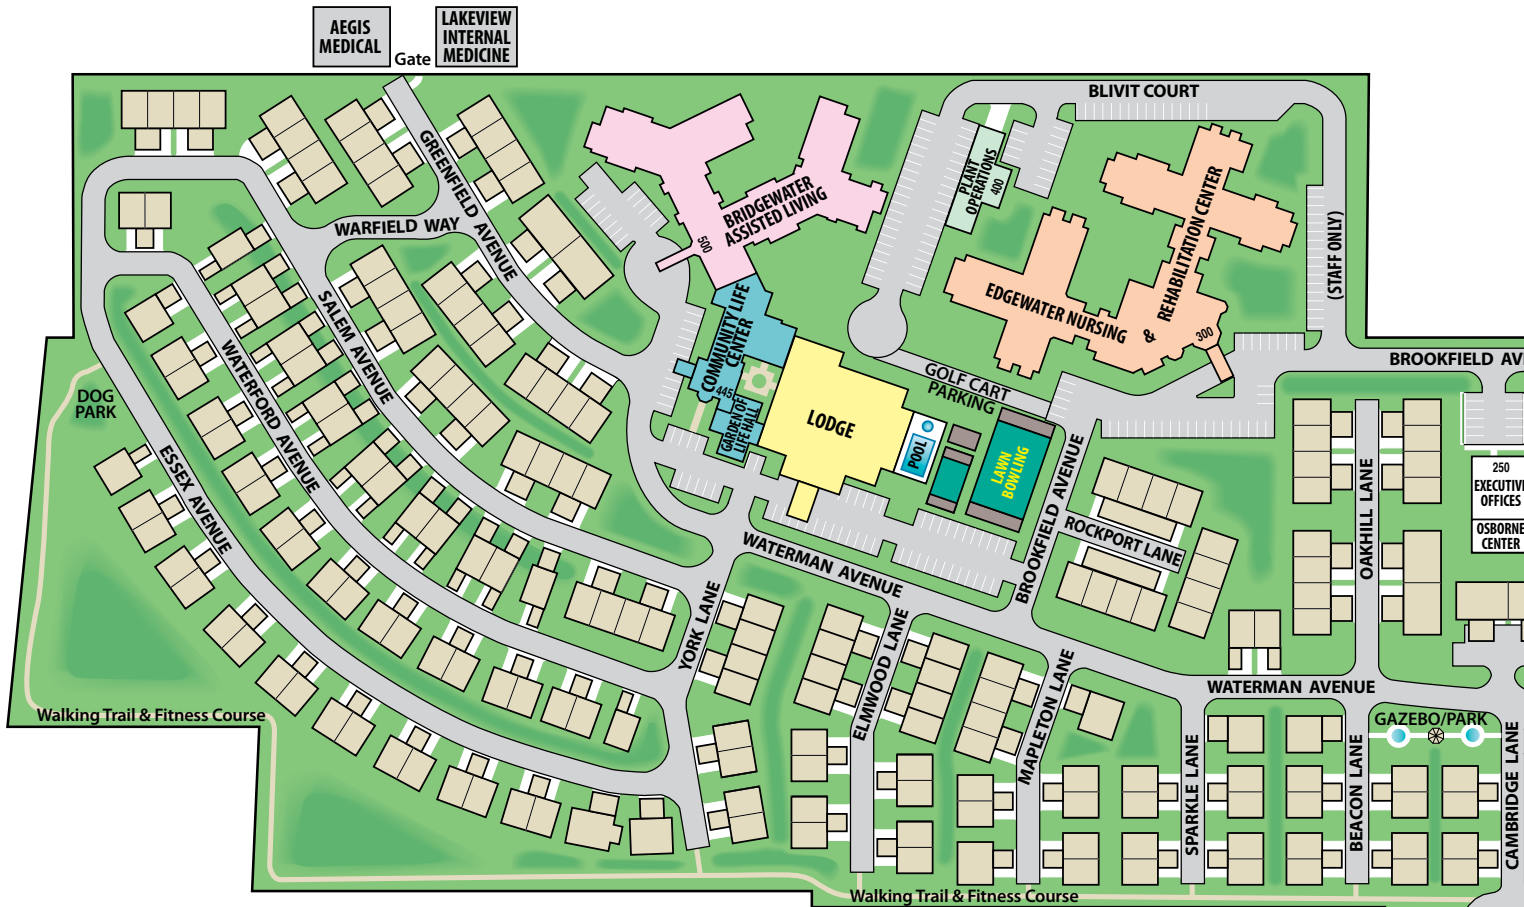 AEGIS
MEDICAL
Gate
LAKEVIEW
INTERNAL
MEDICINE
BLIVIT COURT
GREENFIELD AVENUE
WARFIELD WAY
BRIDGEWATER
ASSISTED LIVING
500
PLANT
OPERATIONS
400
EDGEWATER NURSING
&
REHABILITATION CENTER
300
(STAFF ONLY)
BROOKFIELD AV
SALEM AVENUE
WATERFORD AVENUE
ESSEX AVENUE
DOG
PARK
COMMUNITY LIFE
CENTER
445
GARDEN OF
LIFE HALL
LODGE
POOL
LAWN
BOWLING
GOLF CART
PARKING
BROOKFIELD AVENUE
ROCKPORT LANE
OAKHILL LANE
250
EXECUTIV
OFFICES
OSBORNE
CENTER
WATERMAN AVENUE
YORK LANE
ELMWOOD LANE
MAPLETON LANE
WATERMAN AVENUE
GAZEBO/PARK
SPARKLE LANE
BEACON LANE
CAMBRIDGE LANE
Walking Trail & Fitness Course
Walking Trail & Fitness Course